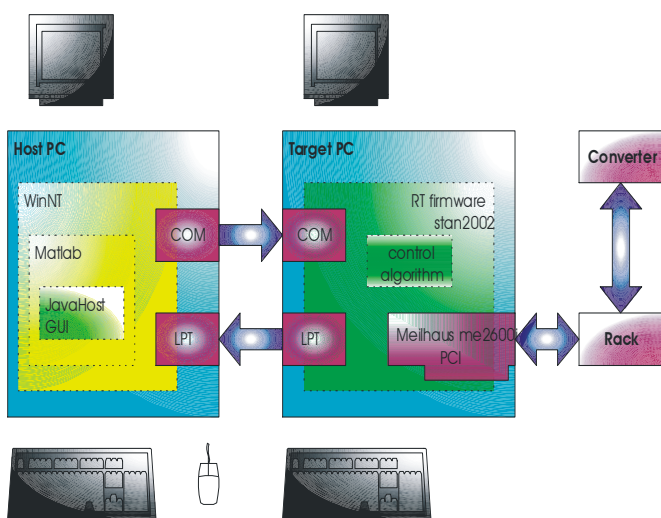 Host PC
WinNT
Matlab
JavaHost
GUI
COM
LPT
Target PC
RT firmware
stan2002
COM
control
algorithm
LPT
Meilhaus me2600i
PCI
Converter
Rack